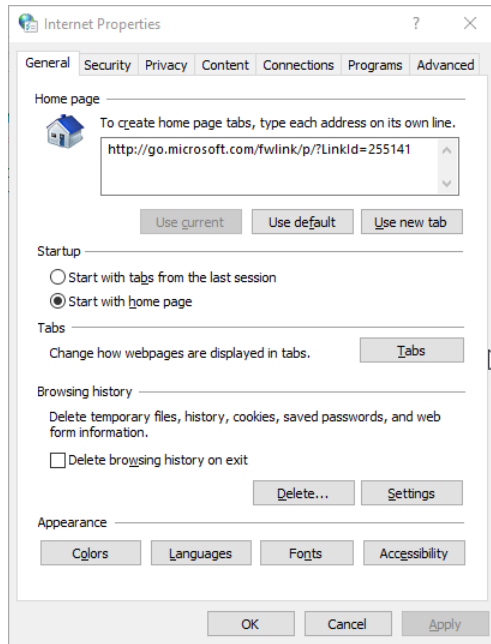 Internet Properties
General Security Privacy Content Connections Programs Advanced
Home page
To create home page tabs, type each address on its own line.
http://go.microsoft.com/fwlink/p/?LinkId=255141
Use current Use default Use new tab
Startup
Start with tabs from the last session
Start with home page
Tabs
Change how webpages are displayed in tabs. Tabs
Browsing history
Delete temporary files, history, cookies, saved passwords, and web
form information.
Delete browsing history on exit
Delete... Settings
Appearance
Colors Languages Fonts Accessibility
OK Cancel Apply